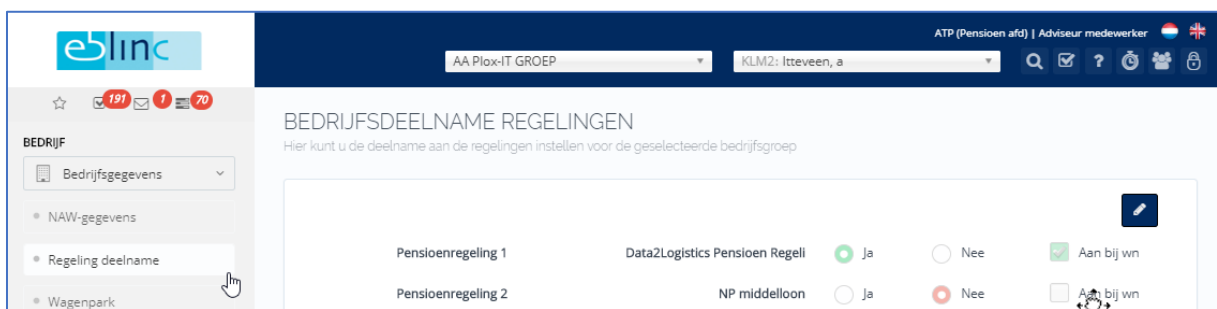 eblinc
ATP (Pensioen afd) | Adviseur medewerker
AA Plox-IT GROEP
KLM2: Itteveen, a
?
191 1 70
BEDRIJF
Bedrijfsgegevens
NAW-gegevens
Regeling deelname
Wagenpark
BEDRIJFSDEELNAME REGELINGEN
Hier kunt u de deelname aan de regelingen instellen voor de geselecteerde bedrijfsgroep
Pensioenregeling 1 Data2Logistics Pensioen Regeli Ja Nee Aan bij wn
Pensioenregeling 2 NP middelloon Ja Nee Aan bij wn